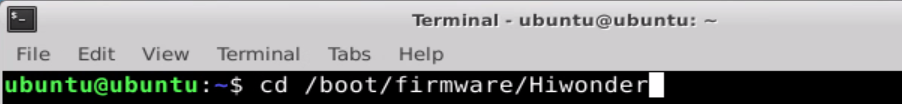 Terminal - ubuntu@ubuntu: ~
File Edit View Terminal Tabs Help
ubuntu@ubuntu:~$ cd /boot/firmware/Hiwonder